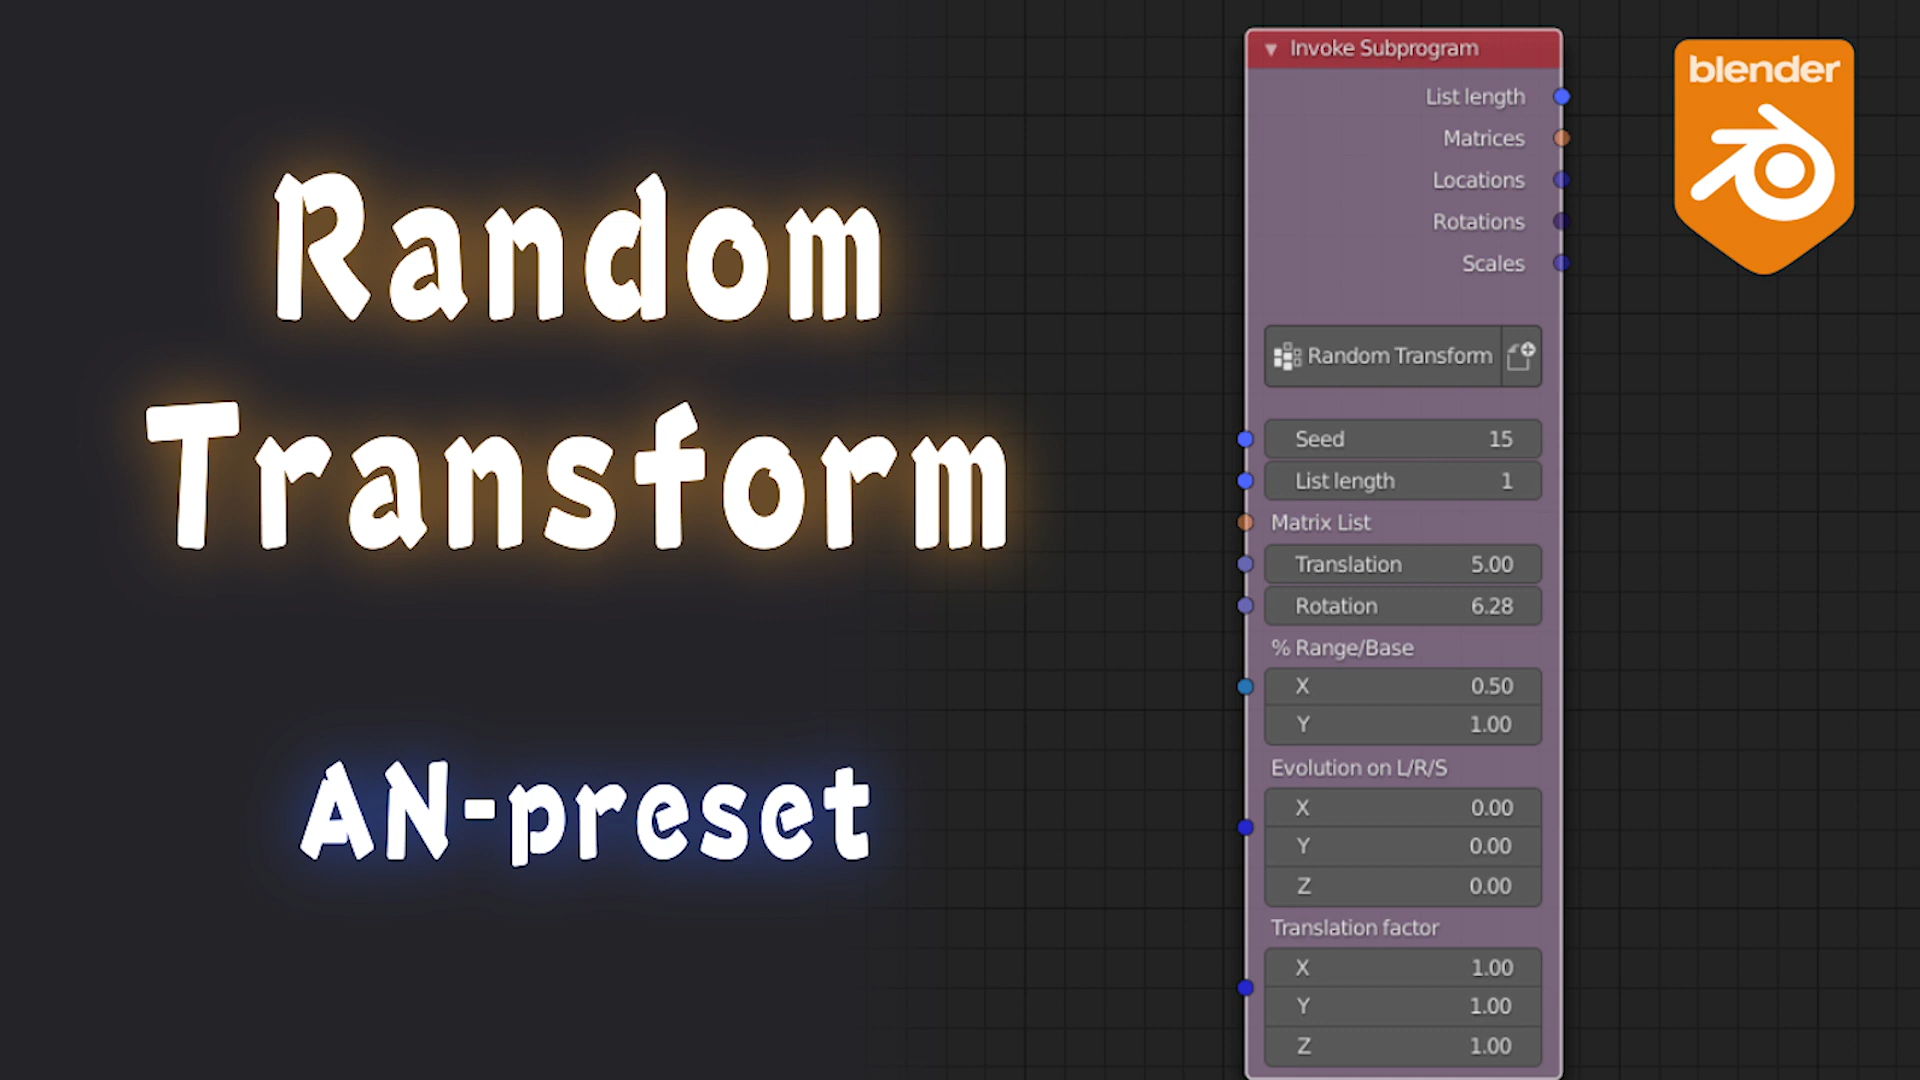 Random
Transform
AN-preset
Invoke Subprogram
List length
Matrices
Locations
Rotations
Scales
Random Transform
Seed 15
List length 1
Matrix List
Translation 5.00
Rotation 6.28
% Range/Base
X 0.50
Y 1.00
Evolution on L/R/S
X 0.00
Y 0.00
Z 0.00
Translation factor
X 1.00
Y 1.00
Z 1.00
blender